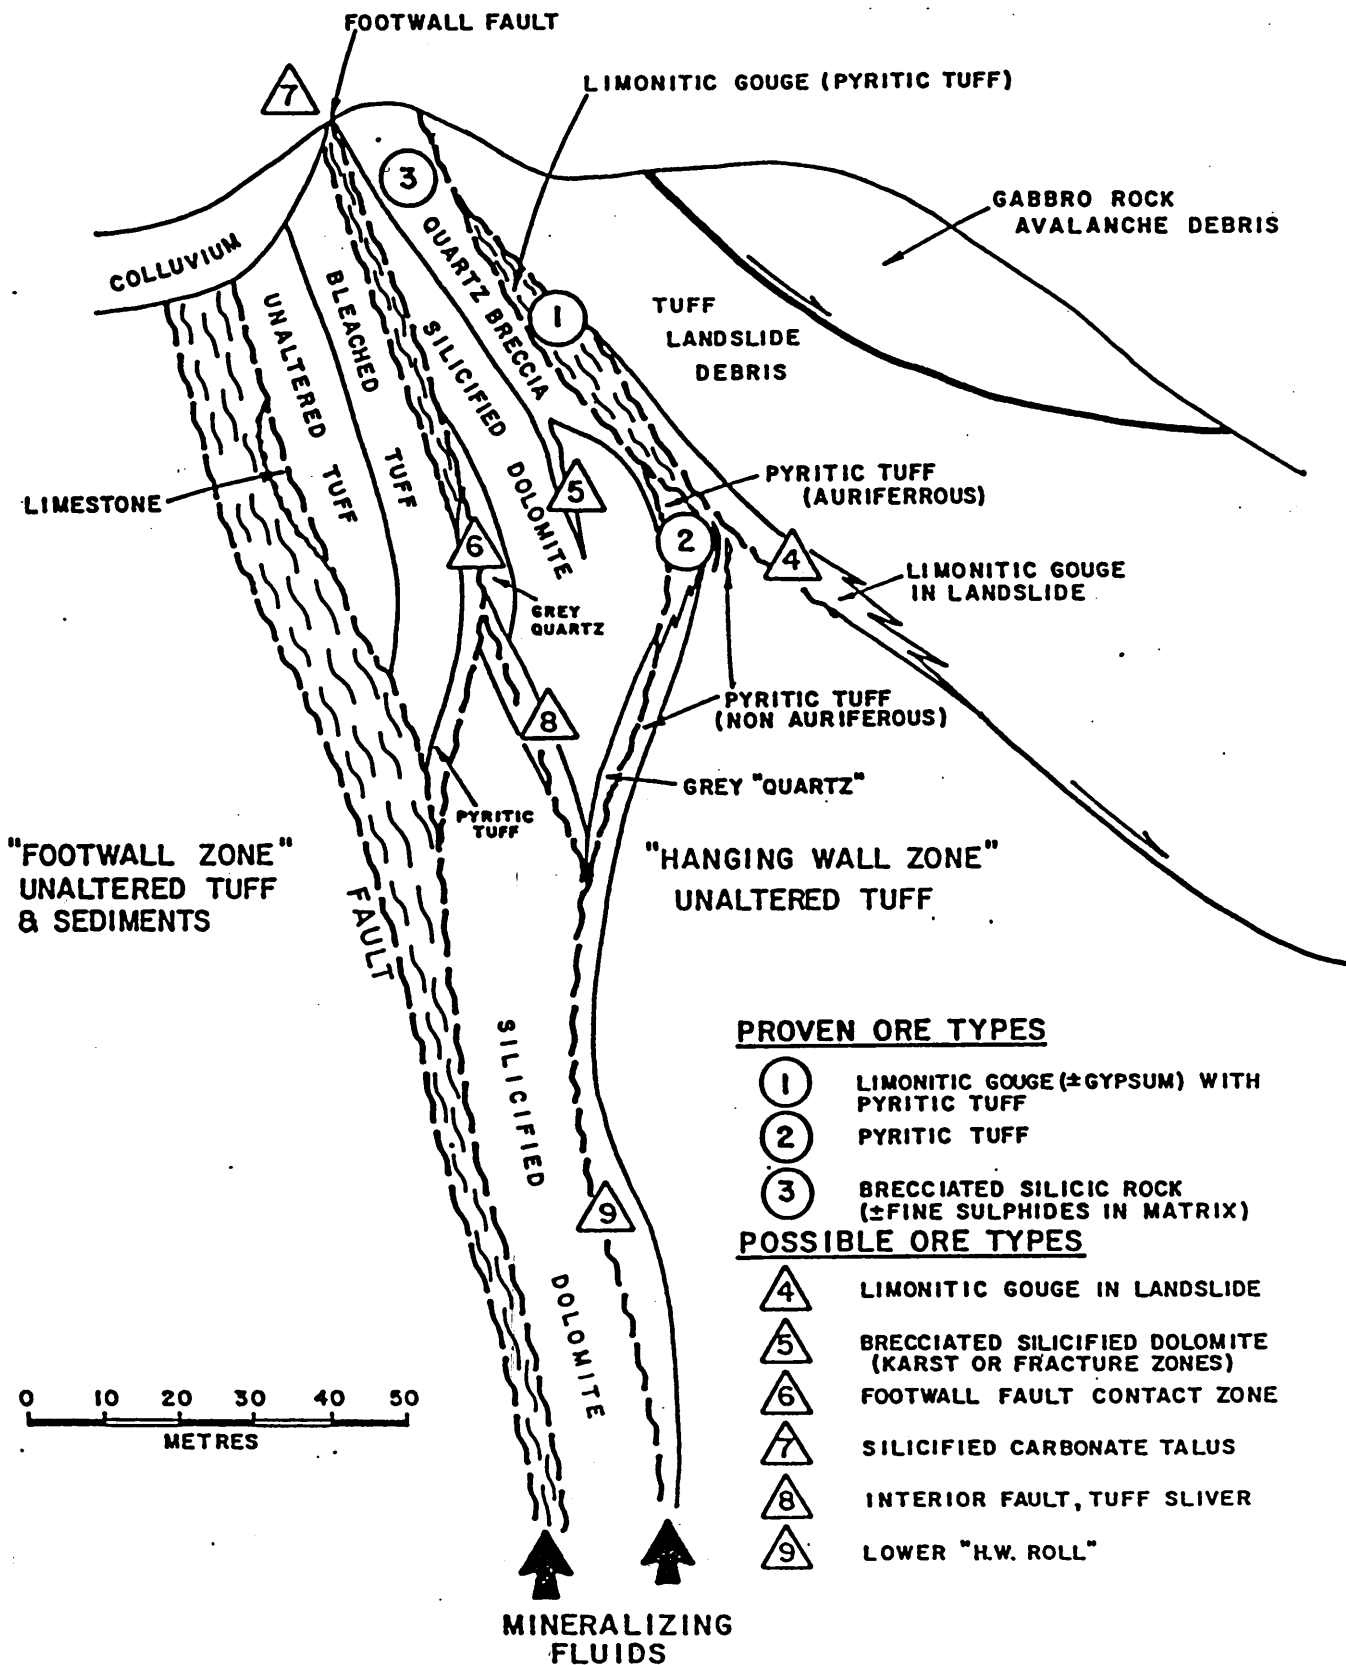 FOOTWALL FAULT
7
LIMONITIC GOUGE (PYRITIC TUFF)
3
GABBRO ROCK
AVALANCHE DEBRIS
COLLUVIUM
QUARTZ BRECCIA
BLEACHED
TUFF
UNALTERED TUFF
SILICIFIED DOLOMITE
1
TUFF
LANDSLIDE
DEBRIS
LIMESTONE
5
PYRITIC TUFF
(AURIFERROUS)
6
2
4
LIMONITIC GOUGE
IN LANDSLIDE
GREY
QUARTZ
8
PYRITIC TUFF
(NON AURIFEROUS)
GREY "QUARTZ"
PYRITIC
TUFF
"FOOTWALL ZONE"
UNALTERED TUFF
& SEDIMENTS
FAULT
"HANGING WALL ZONE"
UNALTERED TUFF
SILICIFIED
DOLOMITE
9
PROVEN ORE TYPES
1 LIMONITIC GOUGE (±GYPSUM) WITH
PYRITIC TUFF
2 PYRITIC TUFF
3 BRECCIATED SILICIC ROCK
(±FINE SULPHIDES IN MATRIX)
POSSIBLE ORE TYPES
4 LIMONITIC GOUGE IN LANDSLIDE
5 BRECCIATED SILICIFIED DOLOMITE
(KARST OR FRACTURE ZONES)
6 FOOTWALL FAULT CONTACT ZONE
7 SILICIFIED CARBONATE TALUS
8 INTERIOR FAULT, TUFF SLIVER
9 LOWER "H.W. ROLL"
0 10 20 30 40 50
METRES
MINERALIZING
FLUIDS